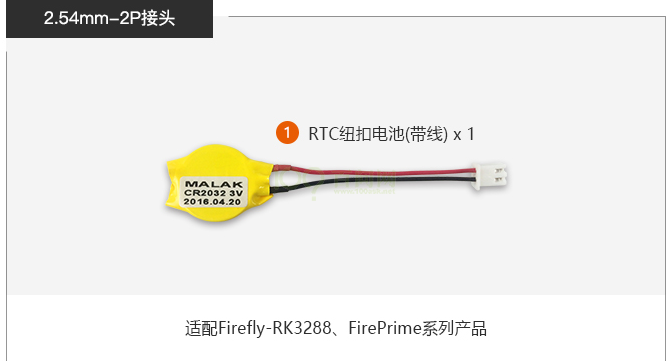 2.54mm-2P接头
1 RTC纽扣电池(带线) x 1
MALAK
CR2032 3V
2016.04.20
适配Firefly-RK3288、FirePrime系列产品